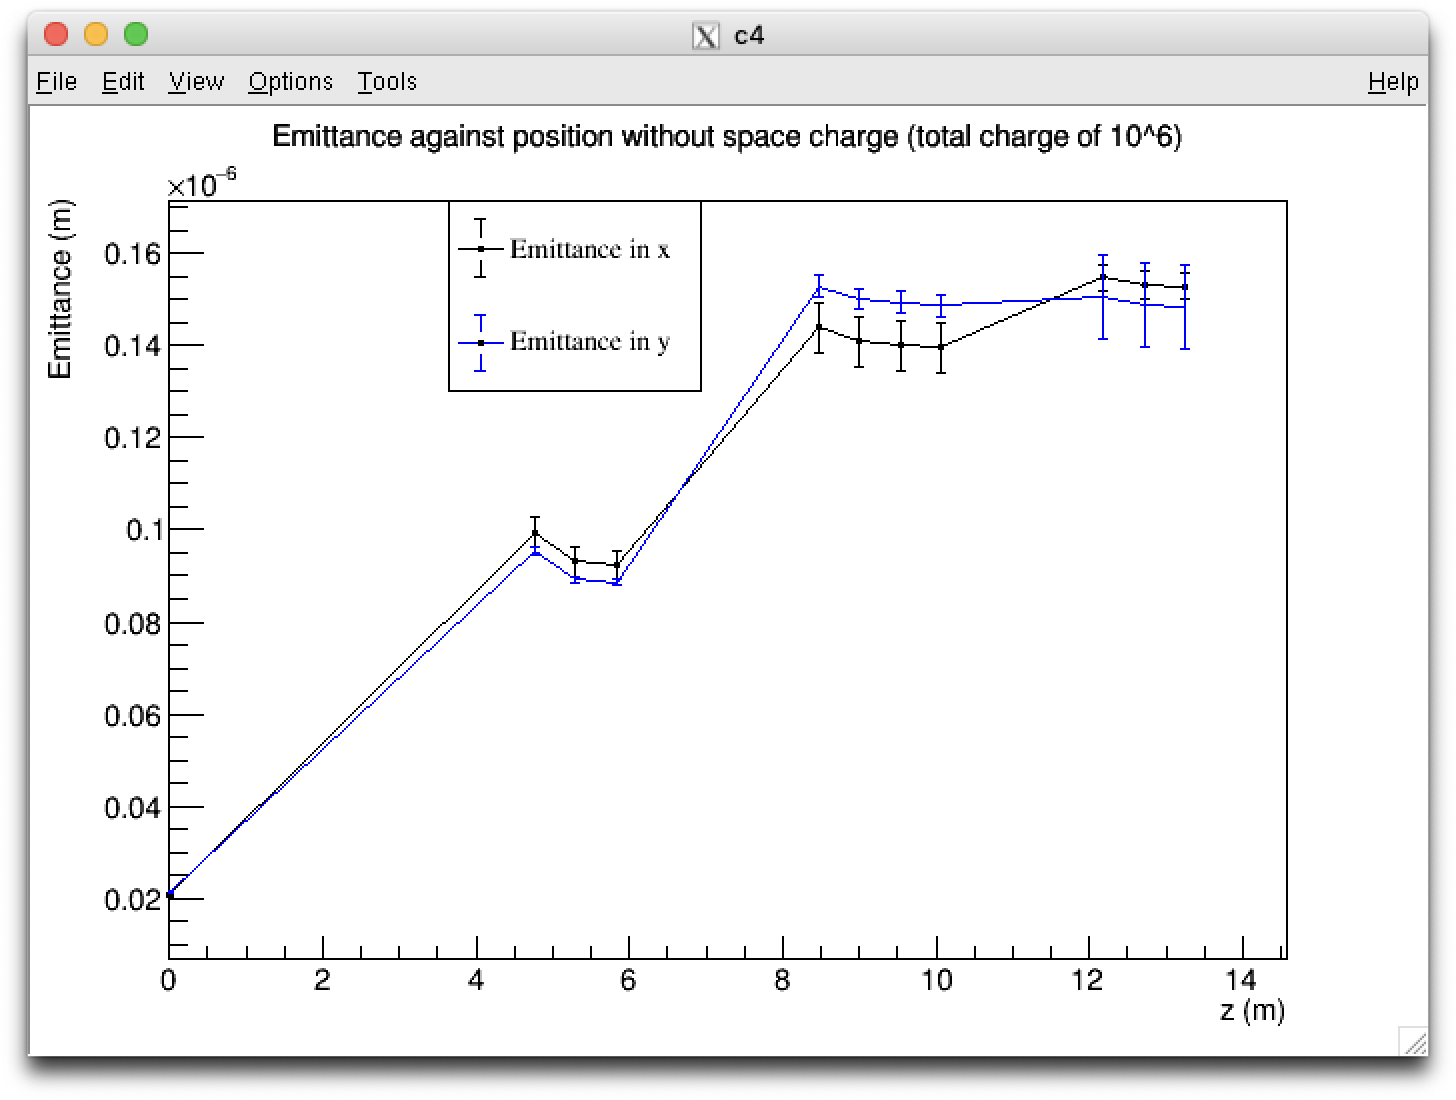 X c4
File Edit View Options Tools Help
Emittance against position without space charge (total charge of 10^6)
×10⁻⁶
Emittance (m)
Emittance in x
Emittance in y
0.16
0.14
0.12
0.1
0.08
0.06
0.04
0.02
0 2 4 6 8 10 12 14
z (m)